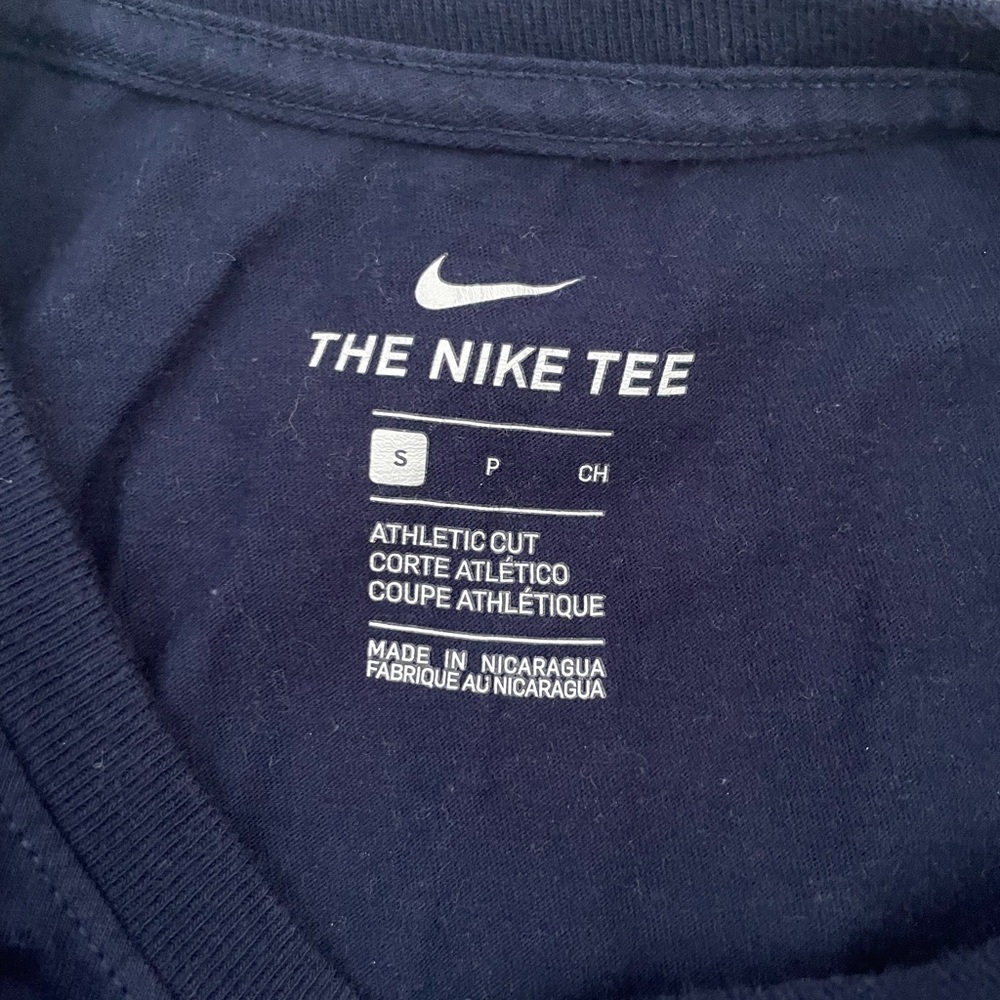 THE NIKE TEE
S P CH
ATHLETIC CUT
CORTE ATLÉTICO
COUPE ATHLÉTIQUE
MADE IN NICARAGUA
FABRIQUE AU NICARAGUA